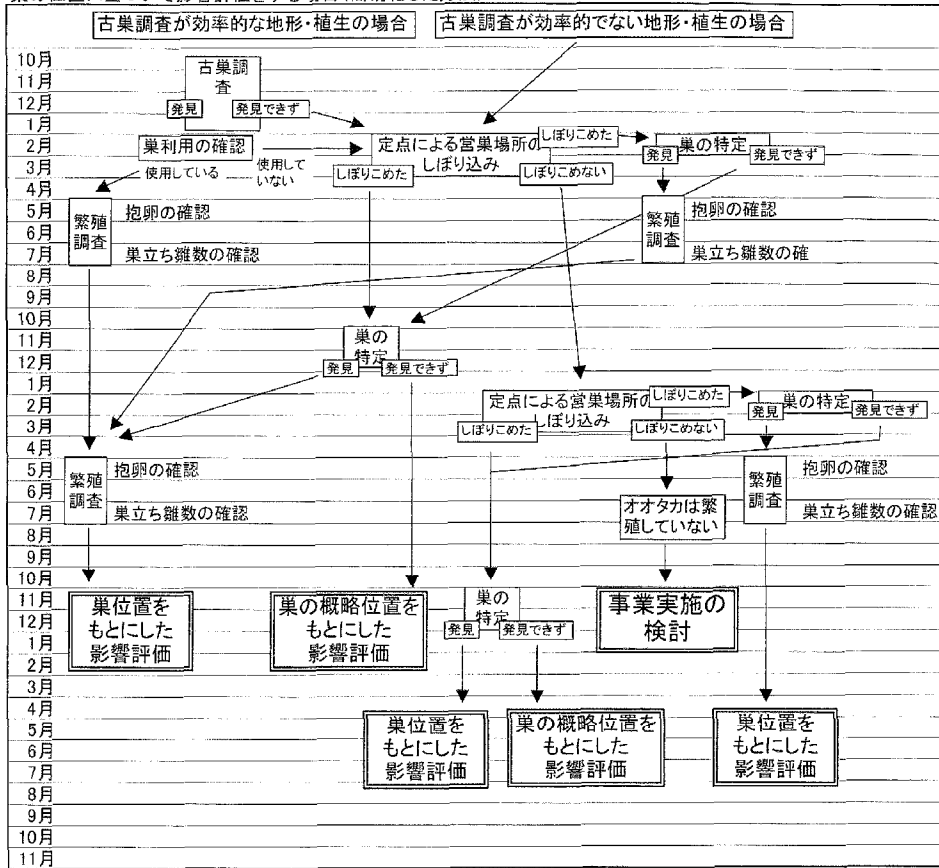 古巣調査が効率的な地形・植生の場合
古巣調査が効率的でない地形・植生の場合
10月
11月
12月
1月
2月
3月
4月
5月
6月
7月
8月
9月
10月
11月
12月
1月
2月
3月
4月
5月
6月
7月
8月
9月
10月
11月
12月
1月
2月
3月
4月
5月
6月
7月
8月
9月
10月
11月
古巣調
査
発見
発見できず
巣利用の確認
使用している
使用して
いない
定点による営巣場所の
しぼり込み
しぼりこめた
しぼりこめた
しぼりこめない
巣の特定
発見
発見できず
繁殖
調査
抱卵の確認
巣立ち雛数の確認
繁殖
調査
抱卵の確認
巣立ち雛数の確
巣の
特定
発見
発見できず
定点による営巣場所の
しぼり込み
しぼりこめた
しぼりこめた
しぼりこめない
巣の特定
発見
発見できず
繁殖
調査
抱卵の確認
巣立ち雛数の確認
オオタカは繁
殖していない
繁殖
調査
抱卵の確認
巣立ち雛数の確認
巣位置を
もとにした
影響評価
巣の概略位置を
もとにした
影響評価
巣の
特定
発見
発見できず
事業実施の
検討
巣位置を
もとにした
影響評価
巣の概略位置を
もとにした
影響評価
巣位置を
もとにした
影響評価